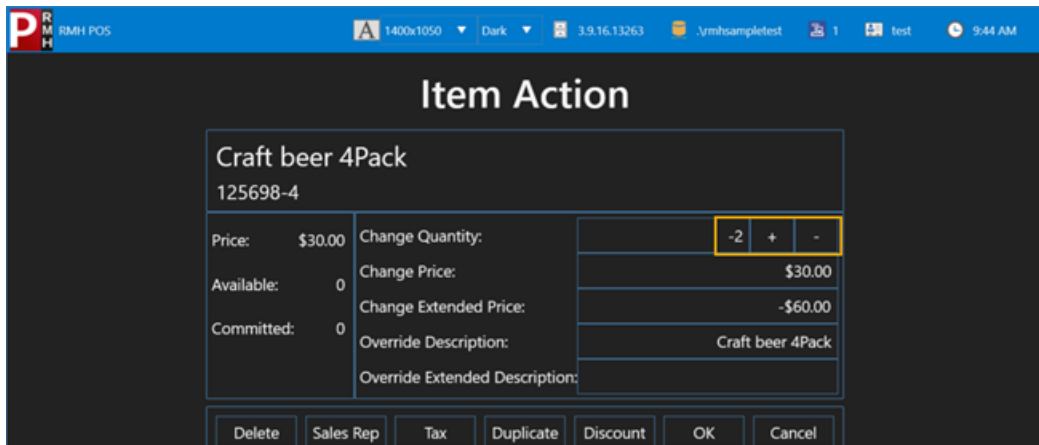 P RMH RMH POS A 1400x1050 Dark 3.9.16.13263 .\rmhsampletest 1 test 9:44 AM
Item Action
Craft beer 4Pack
125698-4
Price: $30.00
Available: 0
Committed: 0
Change Quantity: -2 + -
Change Price: $30.00
Change Extended Price: -$60.00
Override Description: Craft beer 4Pack
Override Extended Description:
Delete Sales Rep Tax Duplicate Discount OK Cancel